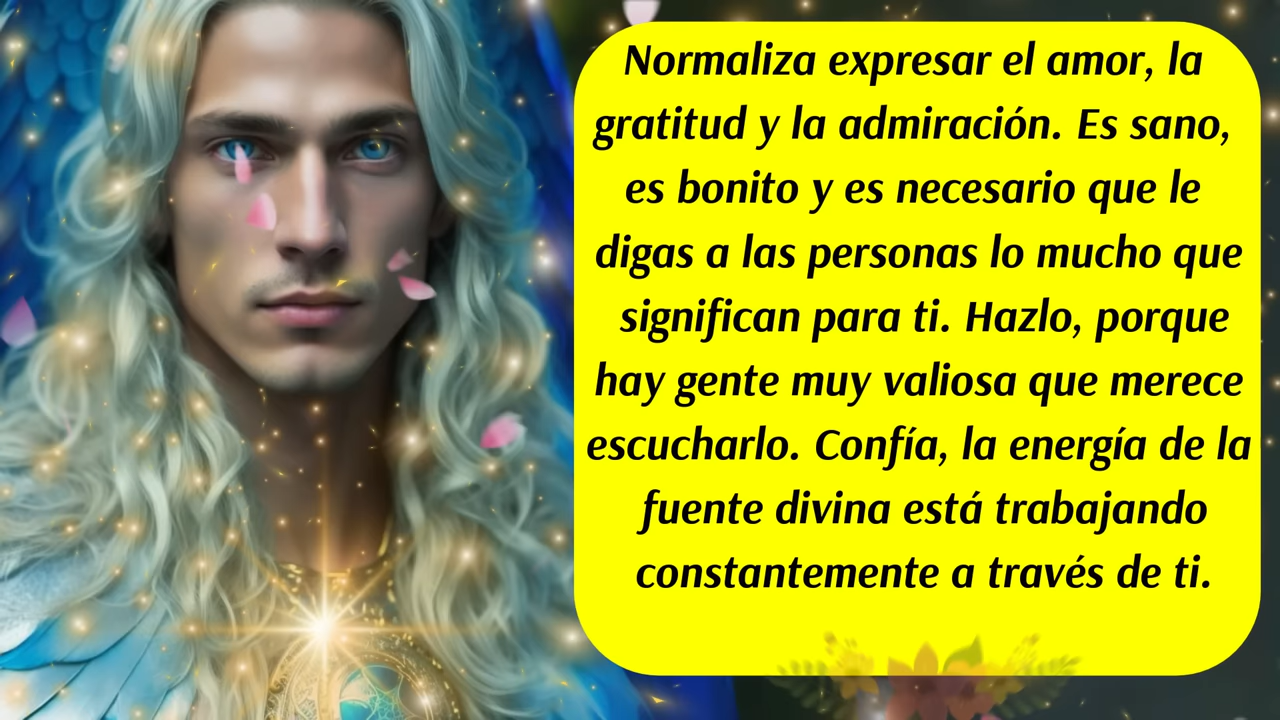 Normaliza expresar el amor, la
gratitud y la admiración. Es sano,
es bonito y es necesario que le
digas a las personas lo mucho que
significan para ti. Hazlo, porque
hay gente muy valiosa que merece
escucharlo. Confía, la energía de la
fuente divina está trabajando
constantemente a través de ti.